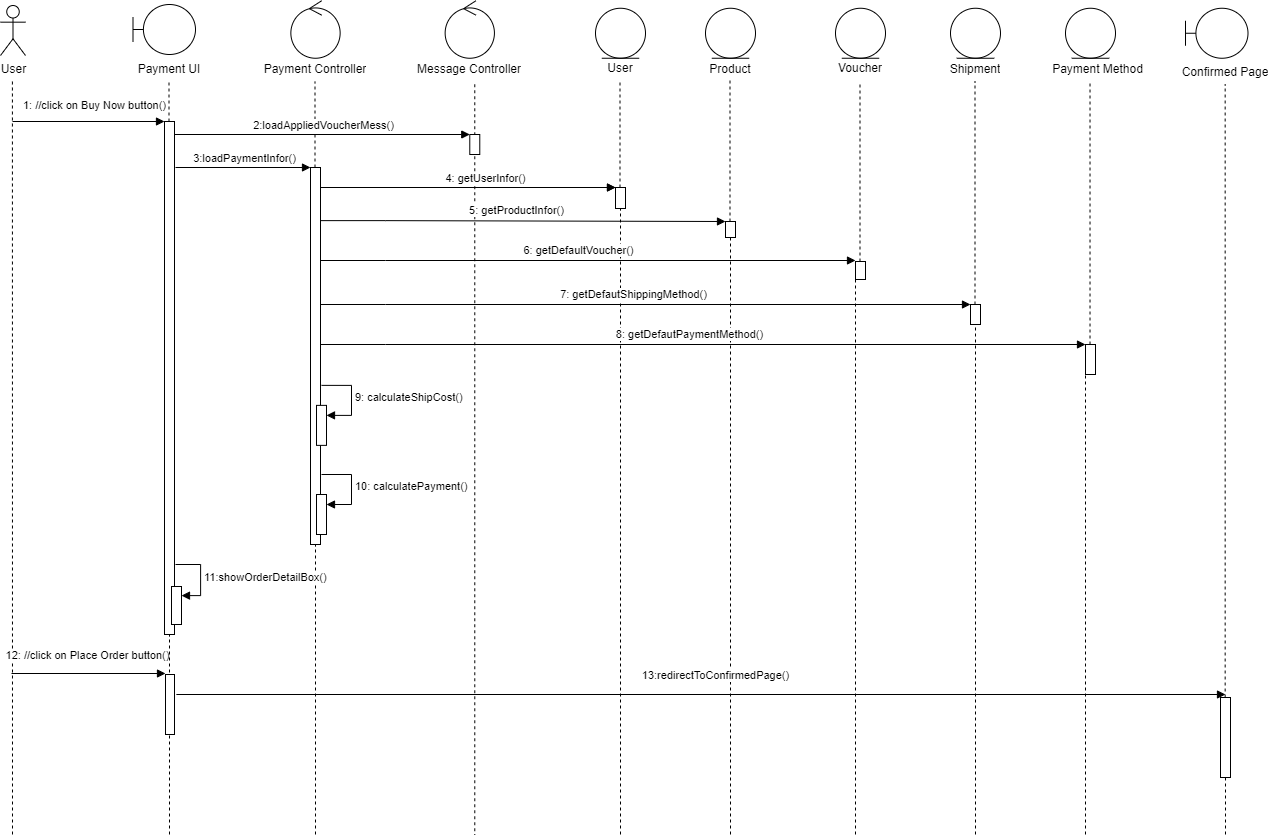 User
Payment UI
Payment Controller
Message Controller
User
Product
Voucher
Shipment
Payment Method
Confirmed Page
1: //click on Buy Now button()
2:loadAppliedVoucherMess()
3:loadPaymentInfor()
4: getUserInfor()
5: getProductInfor()
6: getDefaultVoucher()
7: getDefautShippingMethod()
8: getDefautPaymentMethod()
9: calculateShipCost()
10: calculatePayment()
11:showOrderDetailBox()
12: //click on Place Order button()
13:redirectToConfirmedPage()